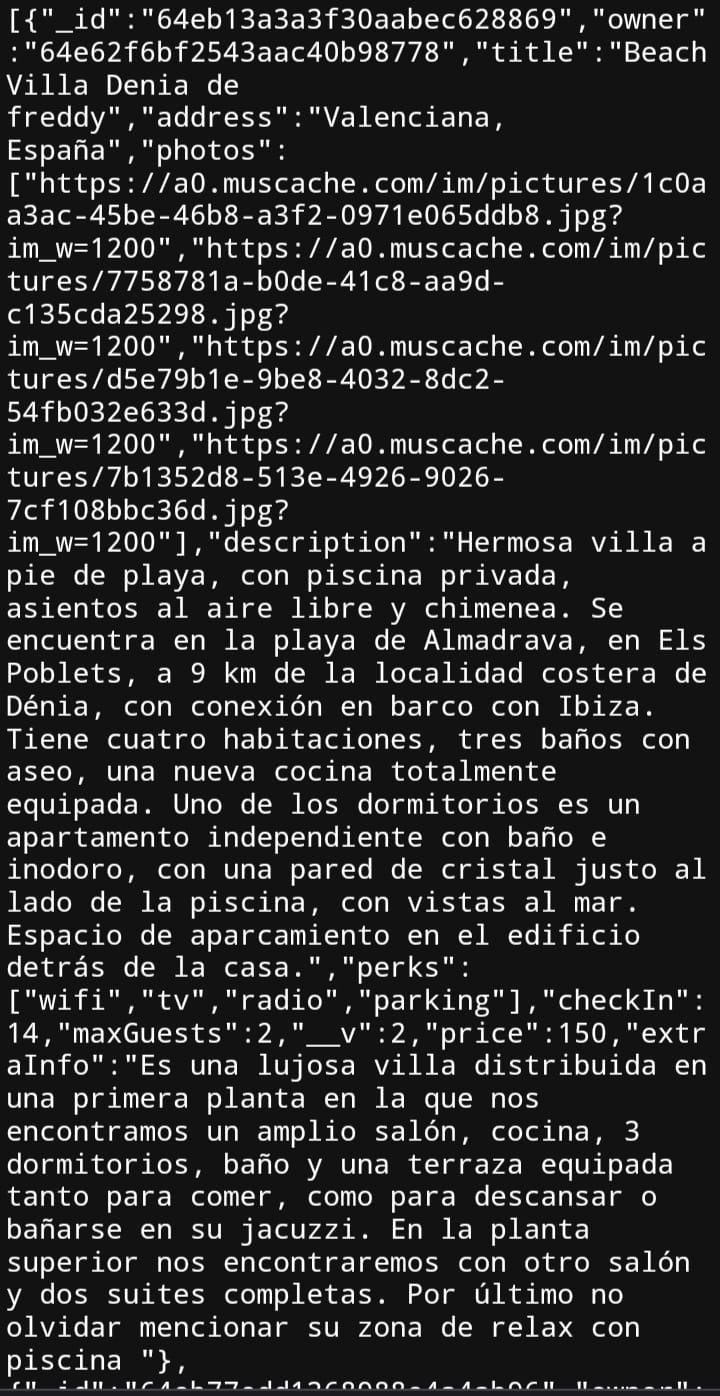 [{"_id":"64eb13a3a3f30aabec628869","owner"
:"64e62f6bf2543aac40b98778","title":"Beach
Villa Denia de
freddy","address":"Valenciana,
España","photos":
["https://a0.muscache.com/im/pictures/1c0a
a3ac-45be-46b8-a3f2-0971e065ddb8.jpg?
im_w=1200","https://a0.muscache.com/im/pic
tures/7758781a-b0de-41c8-aa9d-
c135cda25298.jpg?
im_w=1200","https://a0.muscache.com/im/pic
tures/d5e79b1e-9be8-4032-8dc2-
54fb032e633d.jpg?
im_w=1200","https://a0.muscache.com/im/pic
tures/7b1352d8-513e-4926-9026-
7cf108bbc36d.jpg?
im_w=1200"],"description":"Hermosa villa a
pie de playa, con piscina privada,
asientos al aire libre y chimenea. Se
encuentra en la playa de Almadrava, en Els
Poblets, a 9 km de la localidad costera de
Dénia, con conexión en barco con Ibiza.
Tiene cuatro habitaciones, tres baños con
aseo, una nueva cocina totalmente
equipada. Uno de los dormitorios es un
apartamento independiente con baño e
inodoro, con una pared de cristal justo al
lado de la piscina, con vistas al mar.
Espacio de aparcamiento en el edificio
detrás de la casa.","perks":
["wifi","tv","radio","parking"],"checkIn":
14,"maxGuests":2,"__v":2,"price":150,"extr
aInfo":"Es una lujosa villa distribuida en
una primera planta en la que nos
encontramos un amplio salón, cocina, 3
dormitorios, baño y una terraza equipada
tanto para comer, como para descansar o
bañarse en su jacuzzi. En la planta
superior nos encontraremos con otro salón
y dos suites completas. Por último no
olvidar mencionar su zona de relax con
piscina "},